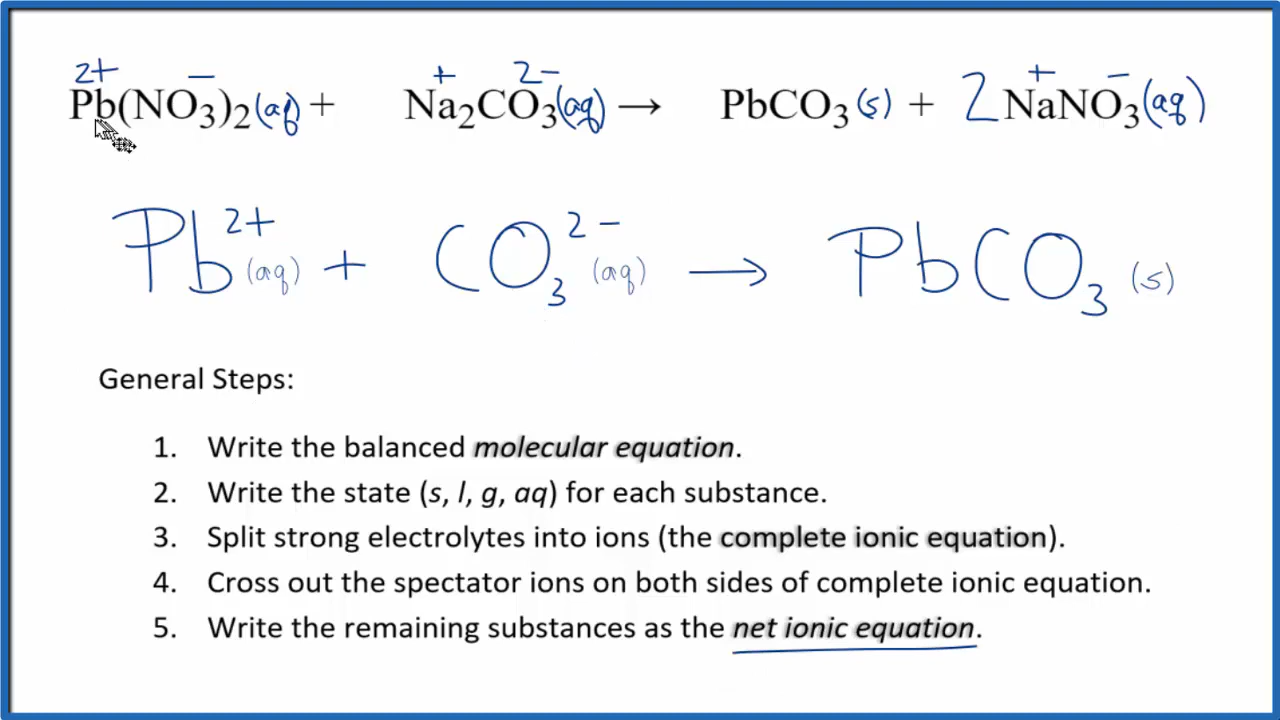 2+ − + 2− + −
Pb(NO₃)₂(aq) + Na₂CO₃(aq) → PbCO₃(s) + 2NaNO₃(aq)
Pb²⁺(aq) + CO₃²⁻(aq) → PbCO₃(s)
General Steps:
1. Write the balanced molecular equation.
2. Write the state (s, l, g, aq) for each substance.
3. Split strong electrolytes into ions (the complete ionic equation).
4. Cross out the spectator ions on both sides of complete ionic equation.
5. Write the remaining substances as the net ionic equation.